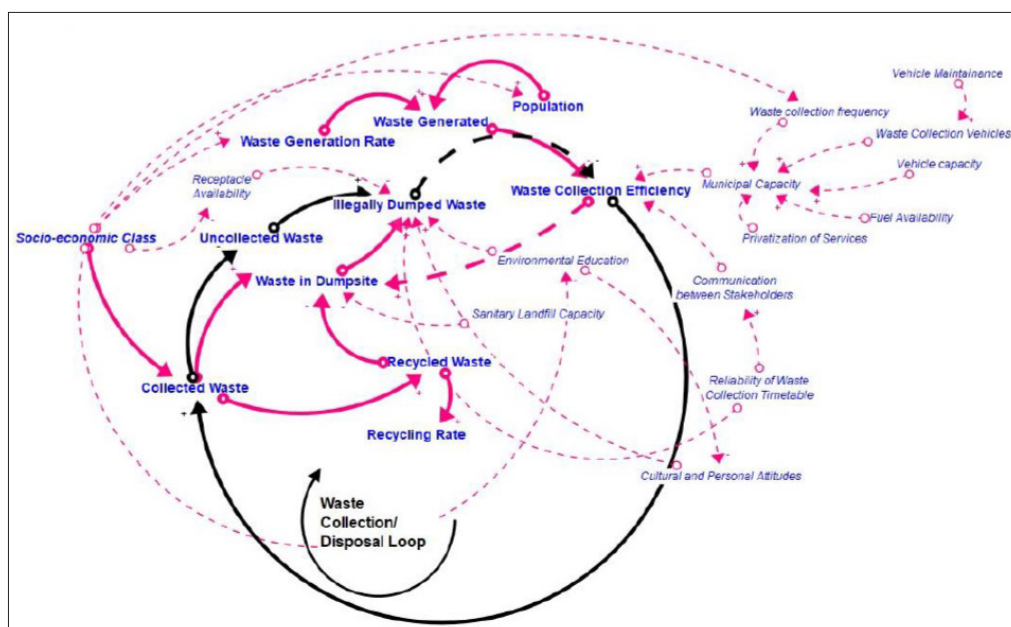 Vehicle Maintainance
Population
Waste Generated
Waste collection frequency
Waste Generation Rate
Waste Collection Vehicles
Receptacle
Availability
Vehicle capacity
Waste Collection Efficiency
Municipal Capacity
Illegally Dumped Waste
Fuel Availability
Socio-economic Class
Uncollected Waste
Privatization of Services
Environmental Education
Waste in Dumpsite
Communication
between Stakeholders
Sanitary Landfill Capacity
Recycled Waste
Collected Waste
Reliability of Waste
Collection Timetable
Recycling Rate
Cultural and Personal Attitudes
Waste
Collection/
Disposal Loop